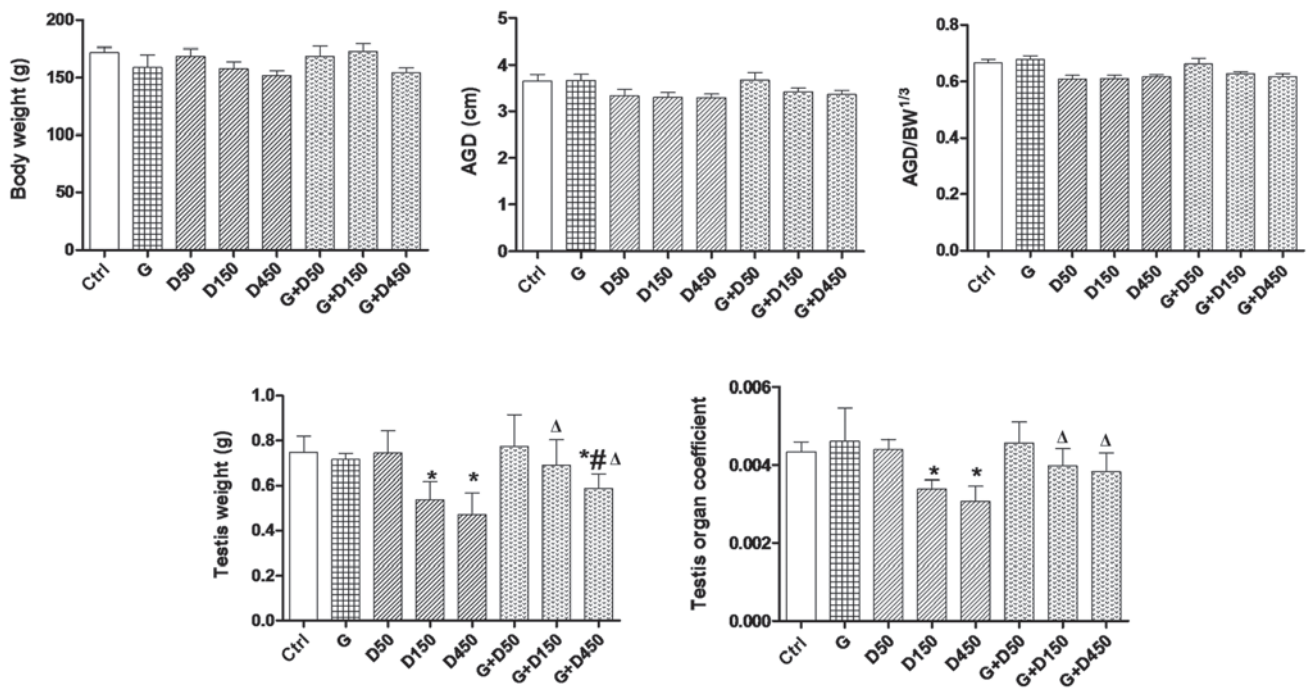 Body weight (g)
200
150
100
50
0
Ctrl
G
D50
D150
D450
G+D50
G+D150
G+D450
AGD (cm)
5
4
3
2
1
0
Ctrl
G
D50
D150
D450
G+D50
G+D150
G+D450
AGD/BW1/3
0.8
0.6
0.4
0.2
0.0
Ctrl
G
D50
D150
D450
G+D50
G+D150
G+D450
Testis weight (g)
1.0
0.8
0.6
0.4
0.2
0.0
* * Δ *#Δ
Ctrl
G
D50
D150
D450
G+D50
G+D150
G+D450
Testis organ coefficient
0.006
0.004
0.002
0.000
* * Δ Δ
Ctrl
G
D50
D150
D450
G+D50
G+D150
G+D450